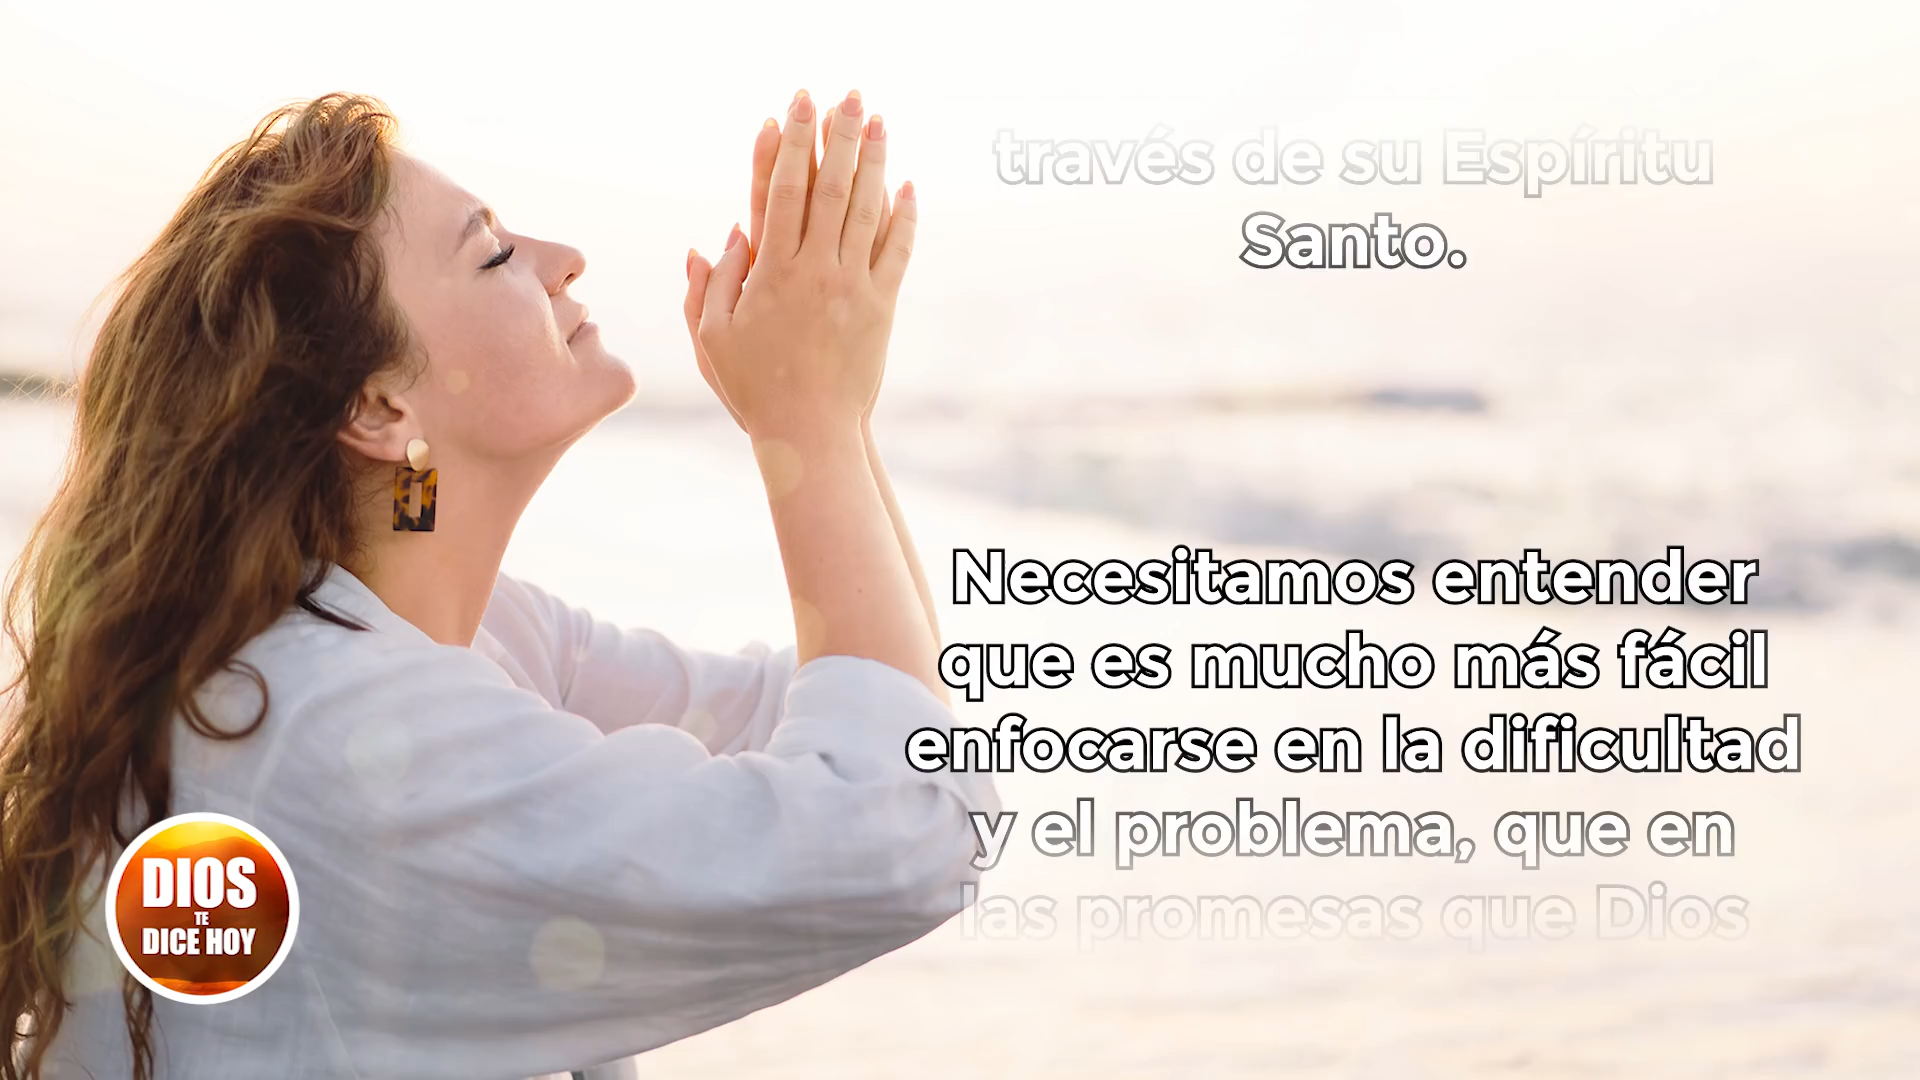 través de su Espíritu
Santo.
Necesitamos entender
que es mucho más fácil
enfocarse en la dificultad
y el problema, que en
las promesas que Dios
DIOS
TE
DICE HOY